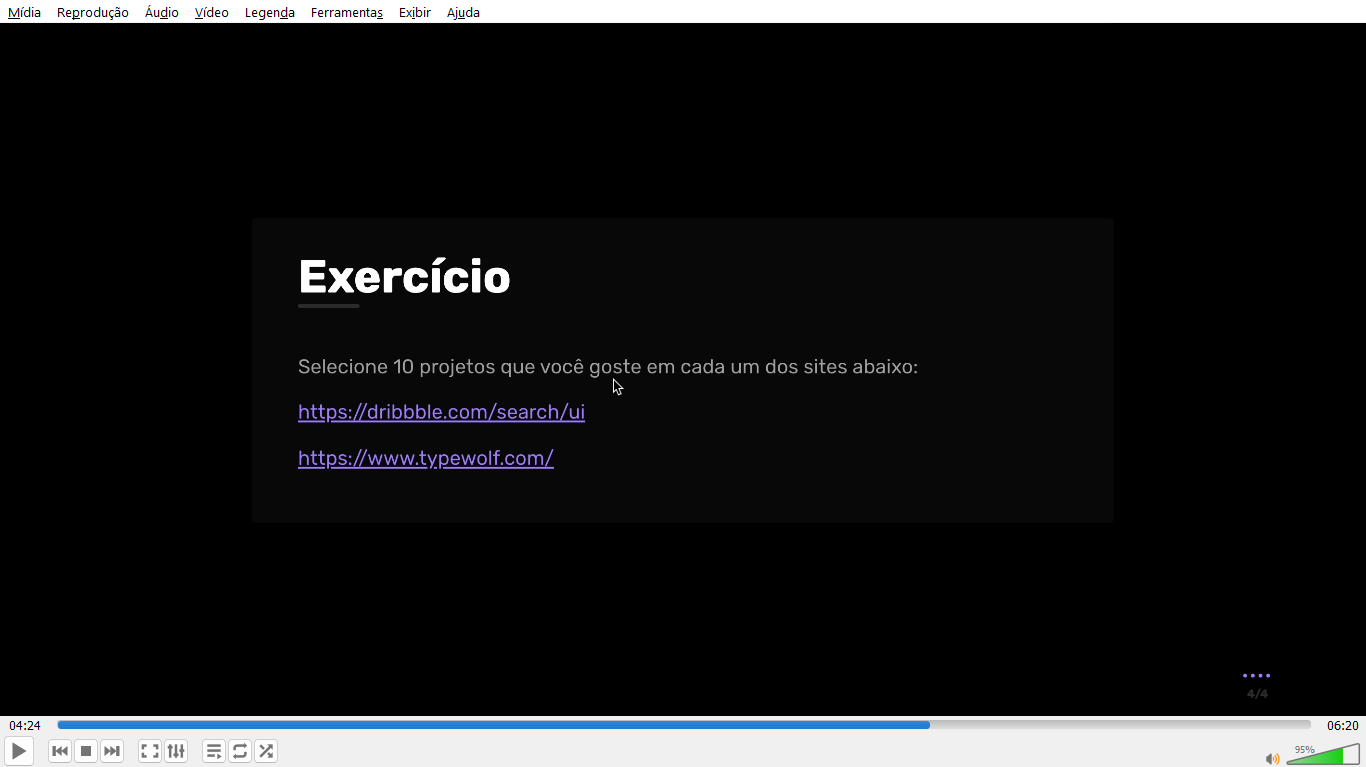 Mídia Reprodução Áudio Vídeo Legenda Ferramentas Exibir Ajuda
Exercício
Selecione 10 projetos que você goste em cada um dos sites abaixo:
https://dribbble.com/search/ui
https://www.typewolf.com/
4/4
04:24 06:20
95%